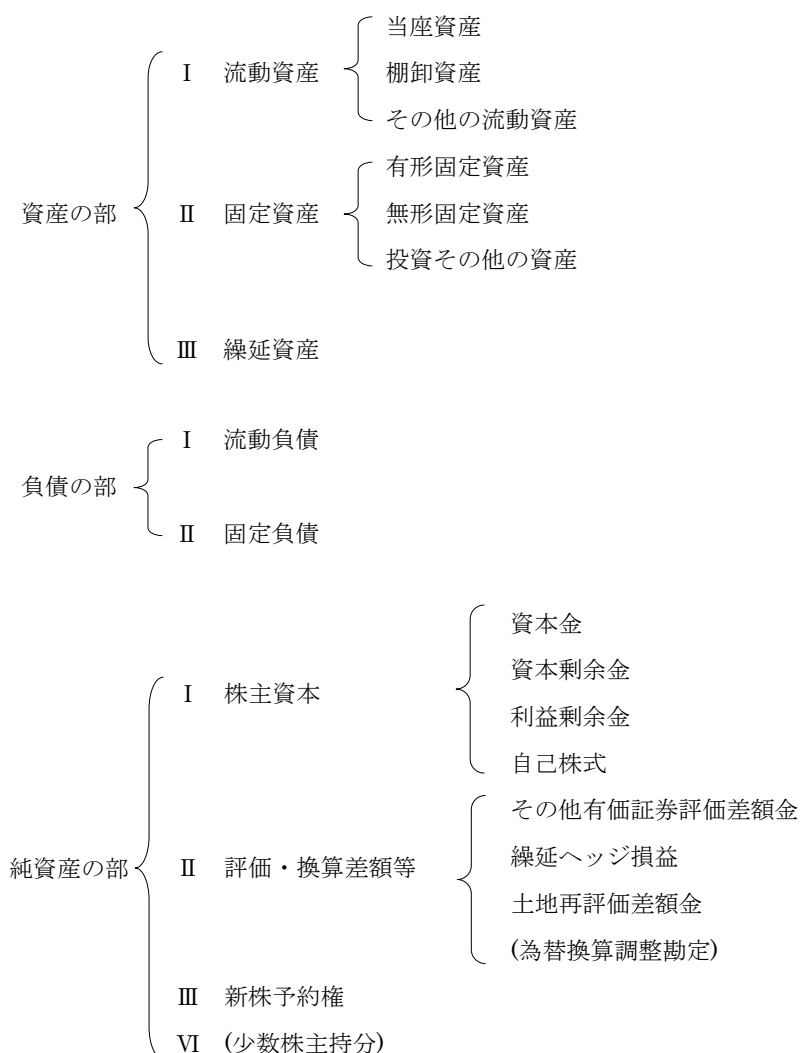 資産の部
Ⅰ 流動資産
当座資産
棚卸資産
その他の流動資産
Ⅱ 固定資産
有形固定資産
無形固定資産
投資その他の資産
Ⅲ 繰延資産
負債の部
Ⅰ 流動負債
Ⅱ 固定負債
純資産の部
Ⅰ 株主資本
資本金
資本剰余金
利益剰余金
自己株式
Ⅱ 評価・換算差額等
その他有価証券評価差額金
繰延ヘッジ損益
土地再評価差額金
(為替換算調整勘定)
Ⅲ 新株予約権
Ⅵ (少数株主持分)